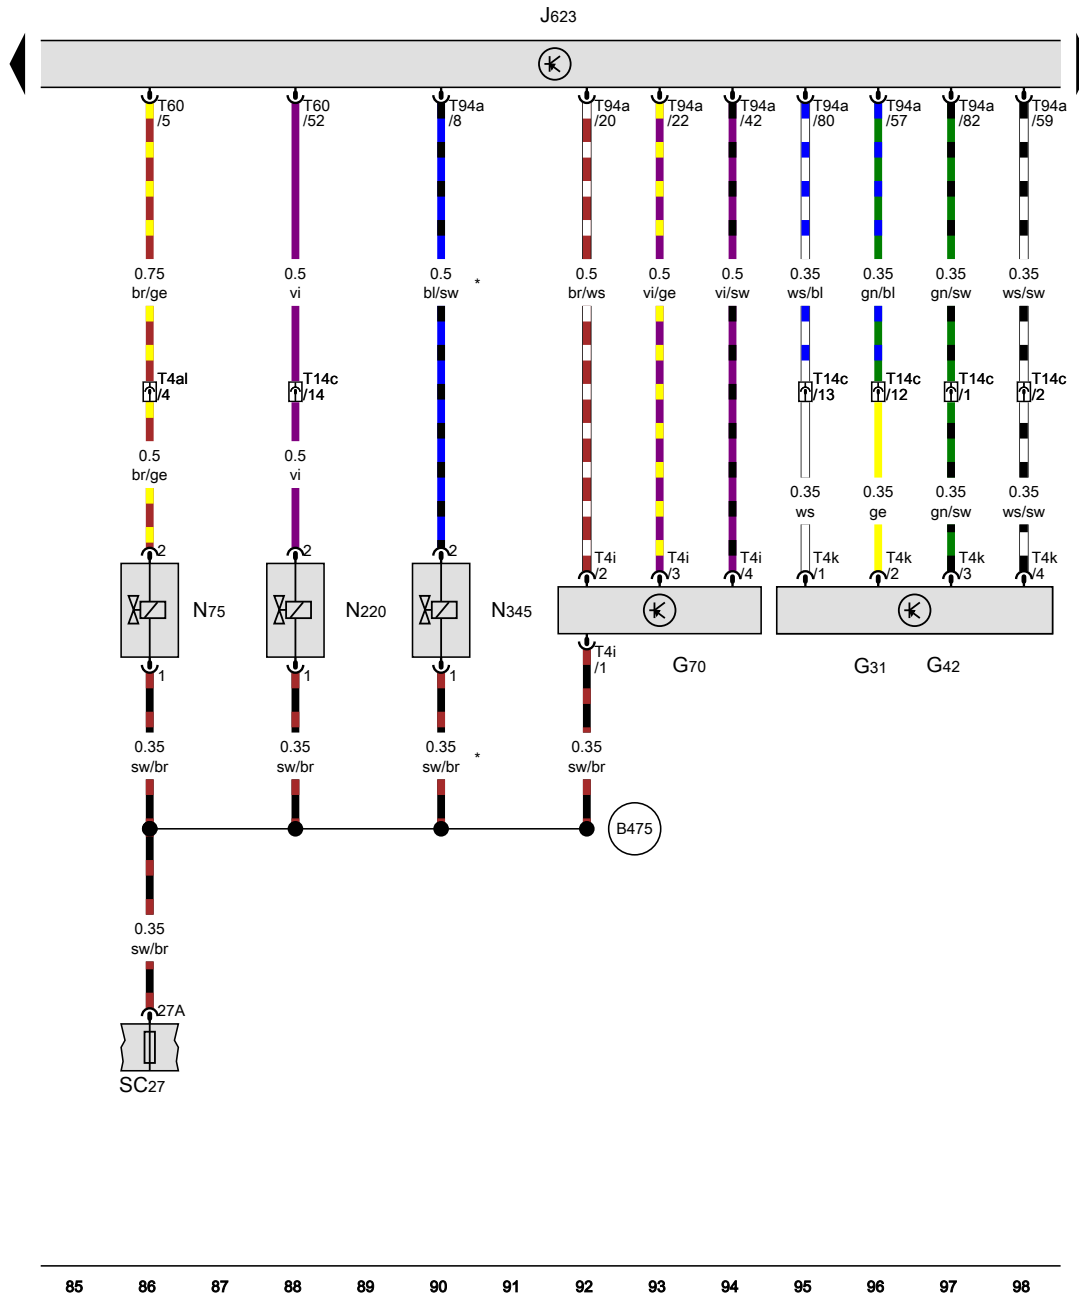 J623
T60 T60 T94a T94a T94a T94a T94a T94a T94a T94a
/5 /52 /8 /20 /22 /42 /80 /57 /82 /59
0.75 0.5 0.5 * 0.5 0.5 0.5 0.35 0.35 0.35 0.35
br/ge vi bl/sw br/ws vi/ge vi/sw ws/bl gn/bl gn/sw ws/sw
T4al T14c T14c T14c T14c T14c
/4 /14 /13 /12 /1 /2
0.5 0.5
br/ge vi
0.35 0.35 0.35 0.35
ws ge gn/sw ws/sw
2 2 2 T4i T4i T4i T4k T4k T4k T4k
/2 /3 /4 /1 /2 /3 /4
N75 N220 N345
T4i
/1
1 1 1
G70 G31 G42
0.35 0.35 0.35 * 0.35
sw/br sw/br sw/br sw/br
B475
0.35
sw/br
27A
SC27
85 86 87 88 89 90 91 92 93 94 95 96 97 98